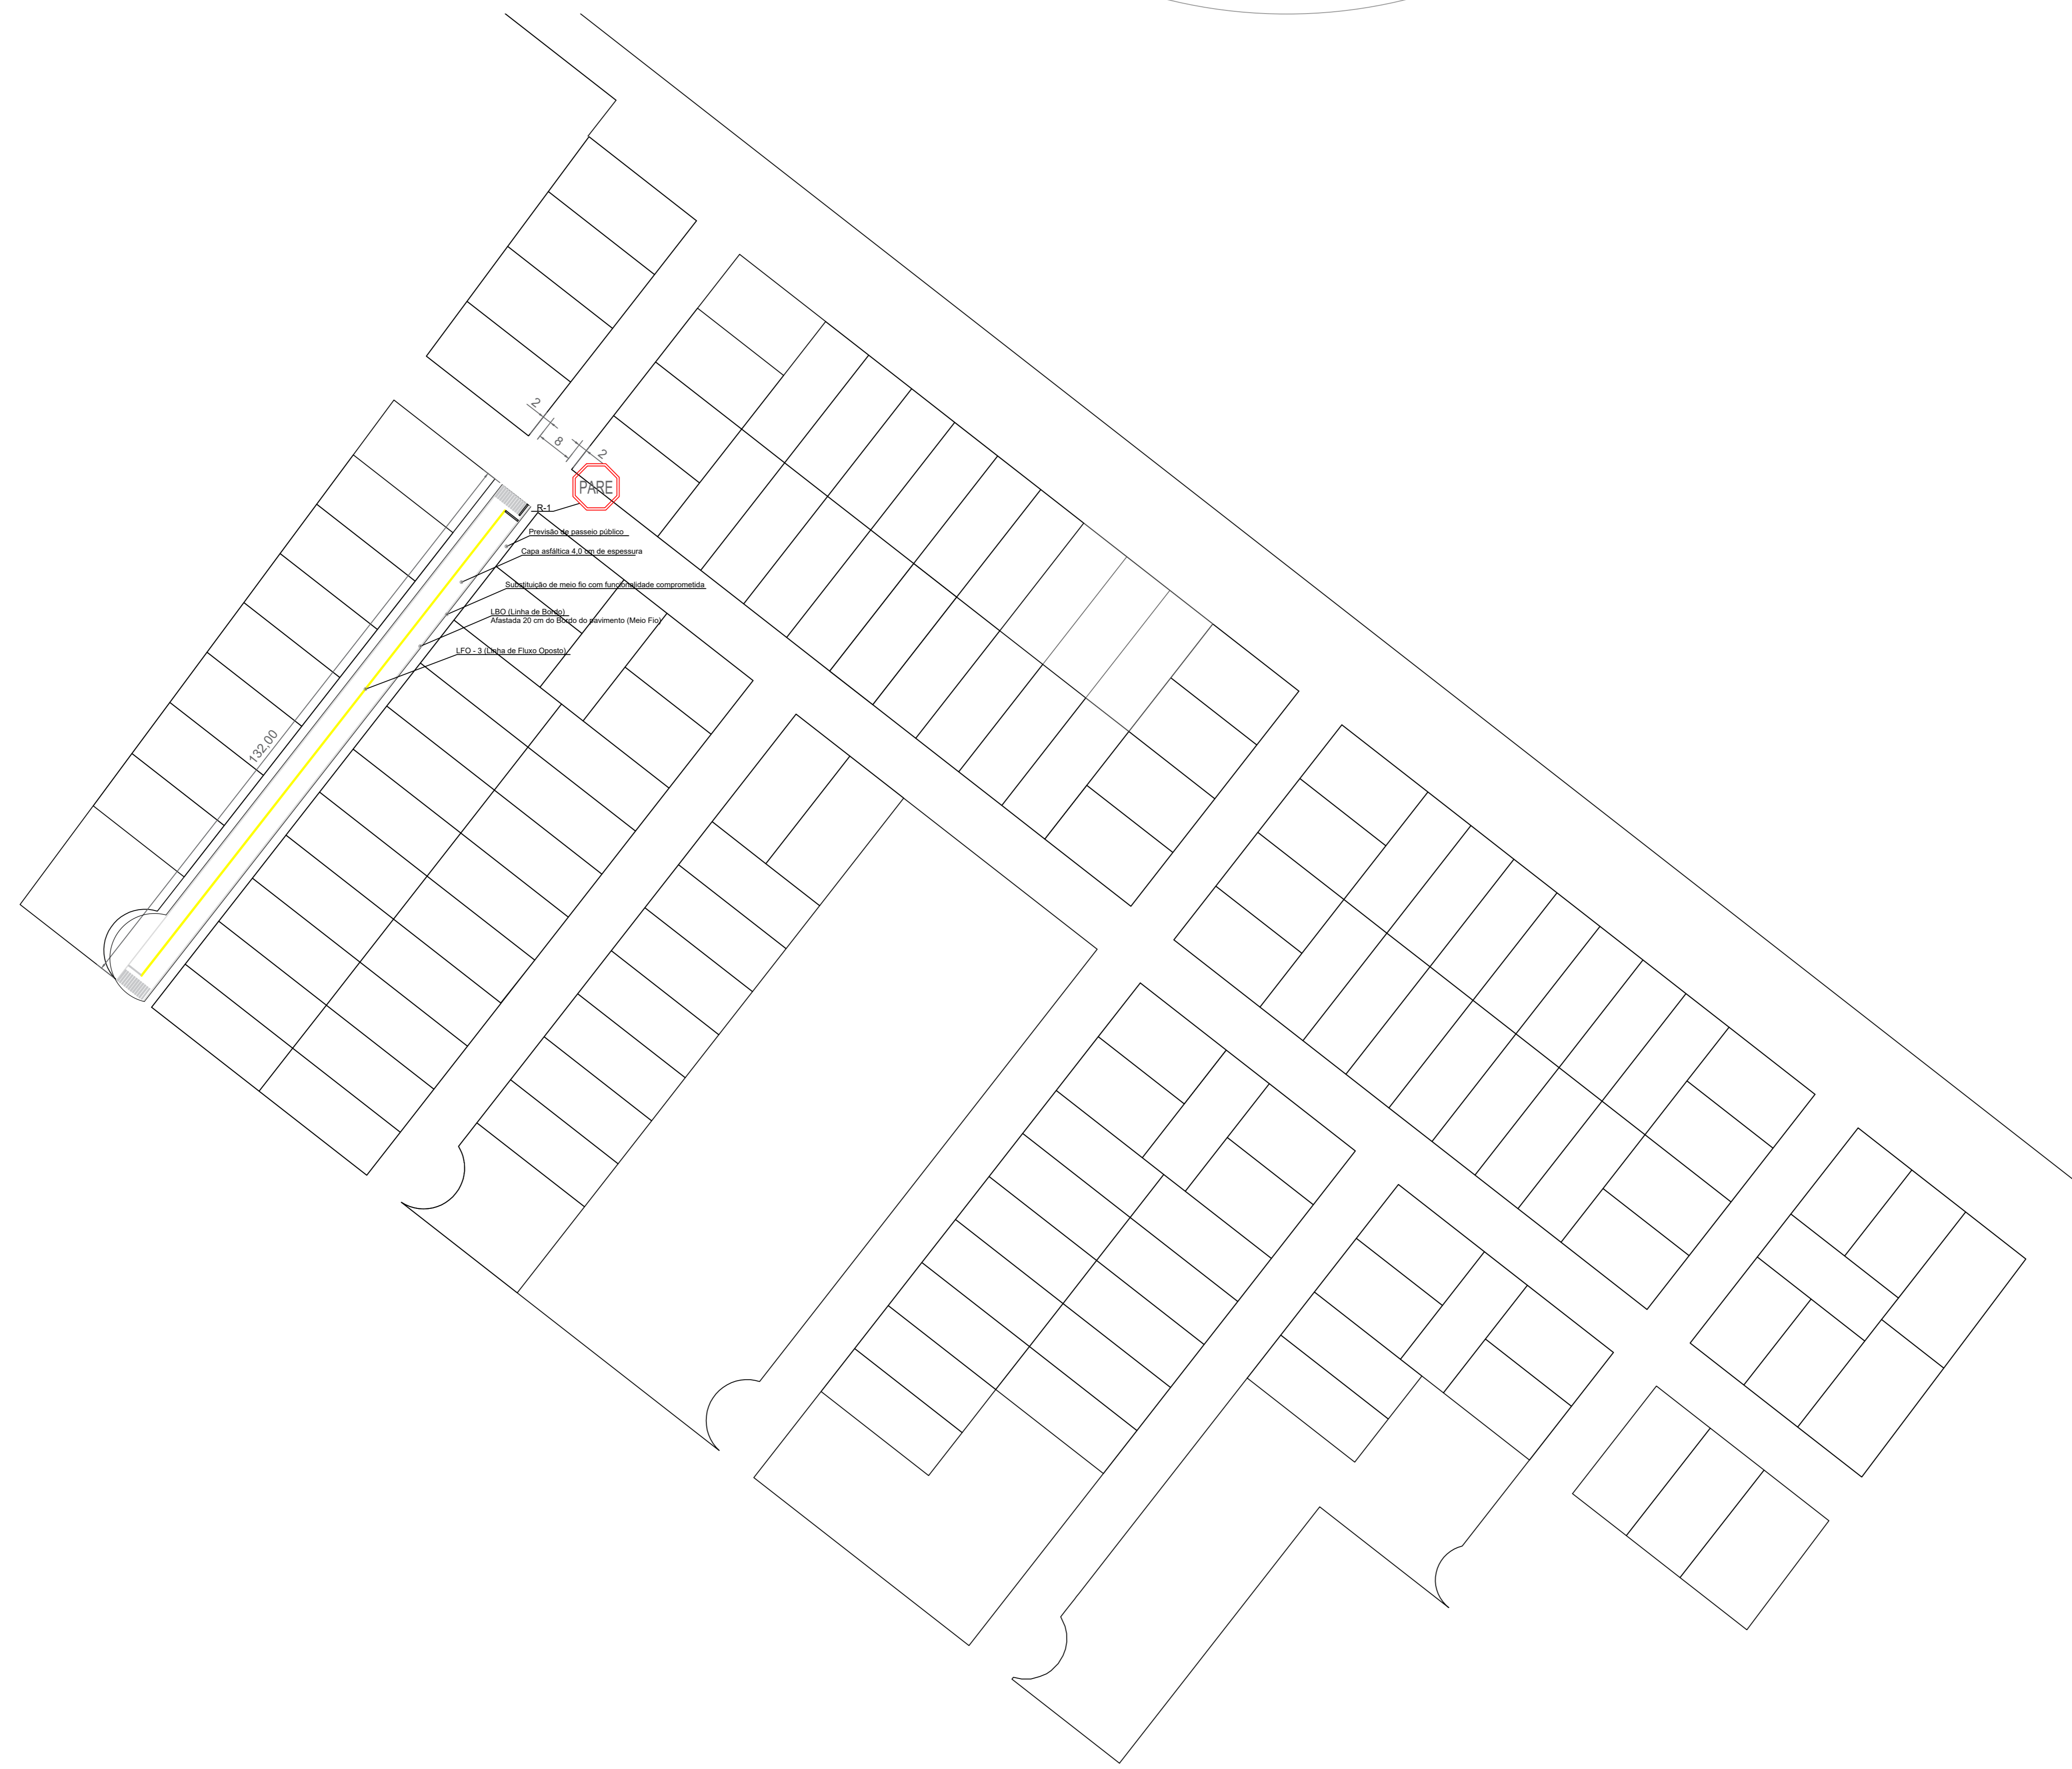 2
8
2
PARE
R-1
Previsão de passeio público
Capa asfáltica 4,0 cm de espessura
Substituição de meio fio com funcionalidade comprometida
LBO (Linha de Bordo)
Afastada 20 cm do Bordo do pavimento (Meio Fio)
LFO - 3 (Linha de Fluxo Oposto)
132,00